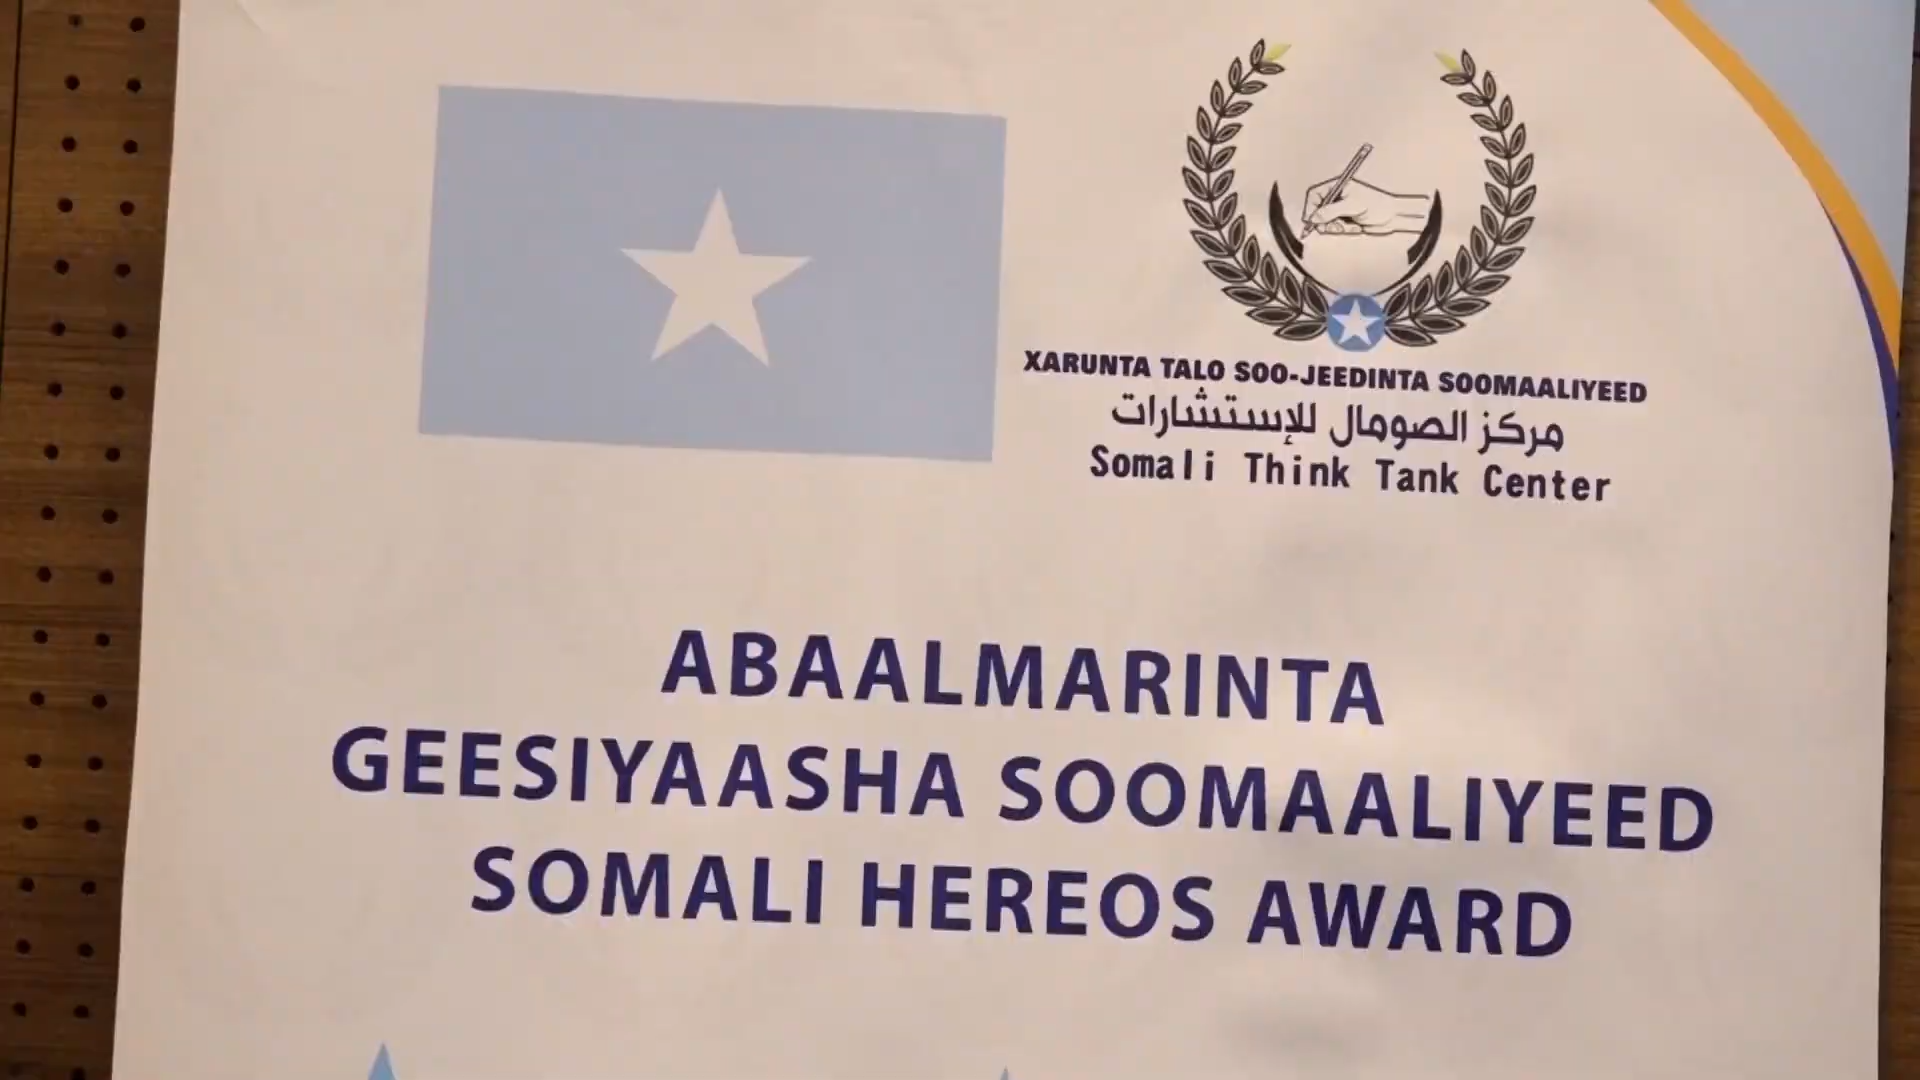 XARUNTA TALO SOO-JEEDINTA SOOMAALIYEED
مركز الصومال للإستشارات
Somali Think Tank Center
ABAALMARINTA
GEESIYAASHA SOOMAALIYEED
SOMALI HEREOS AWARD